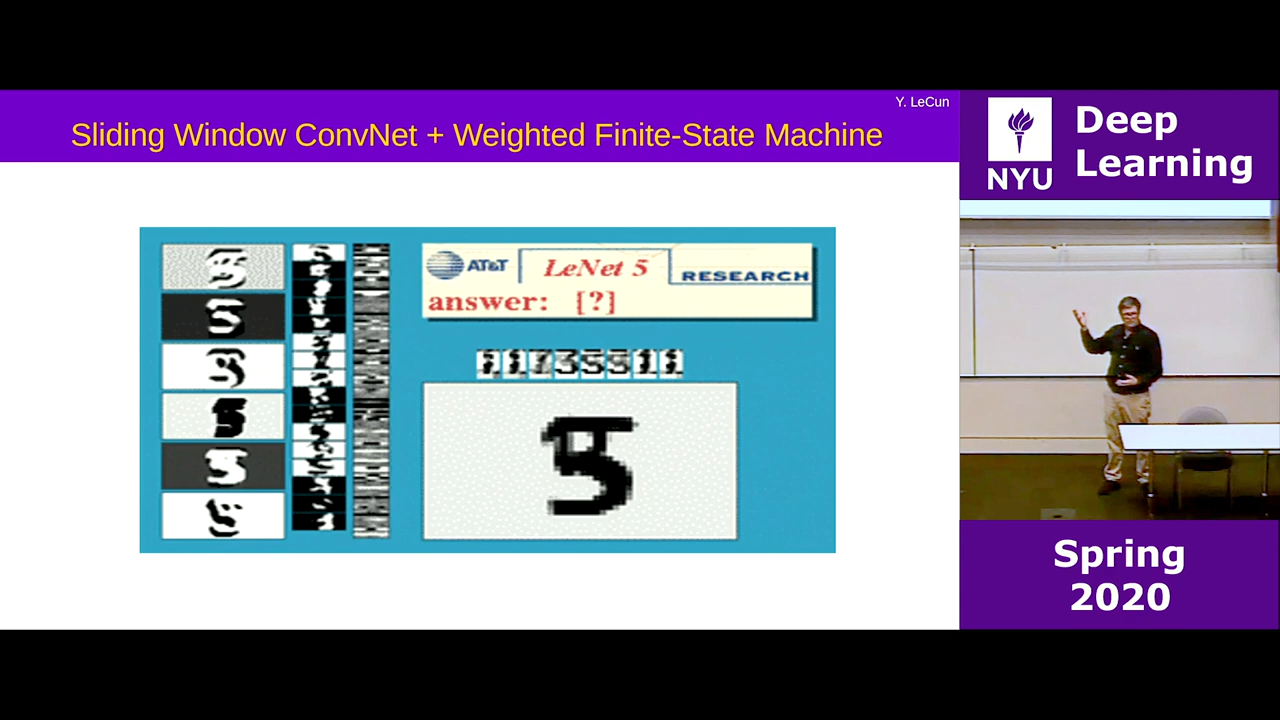 Y. LeCun
Sliding Window ConvNet + Weighted Finite-State Machine
AT&T
LeNet 5
RESEARCH
answer: [?]
NYU
Deep
Learning
Spring
2020